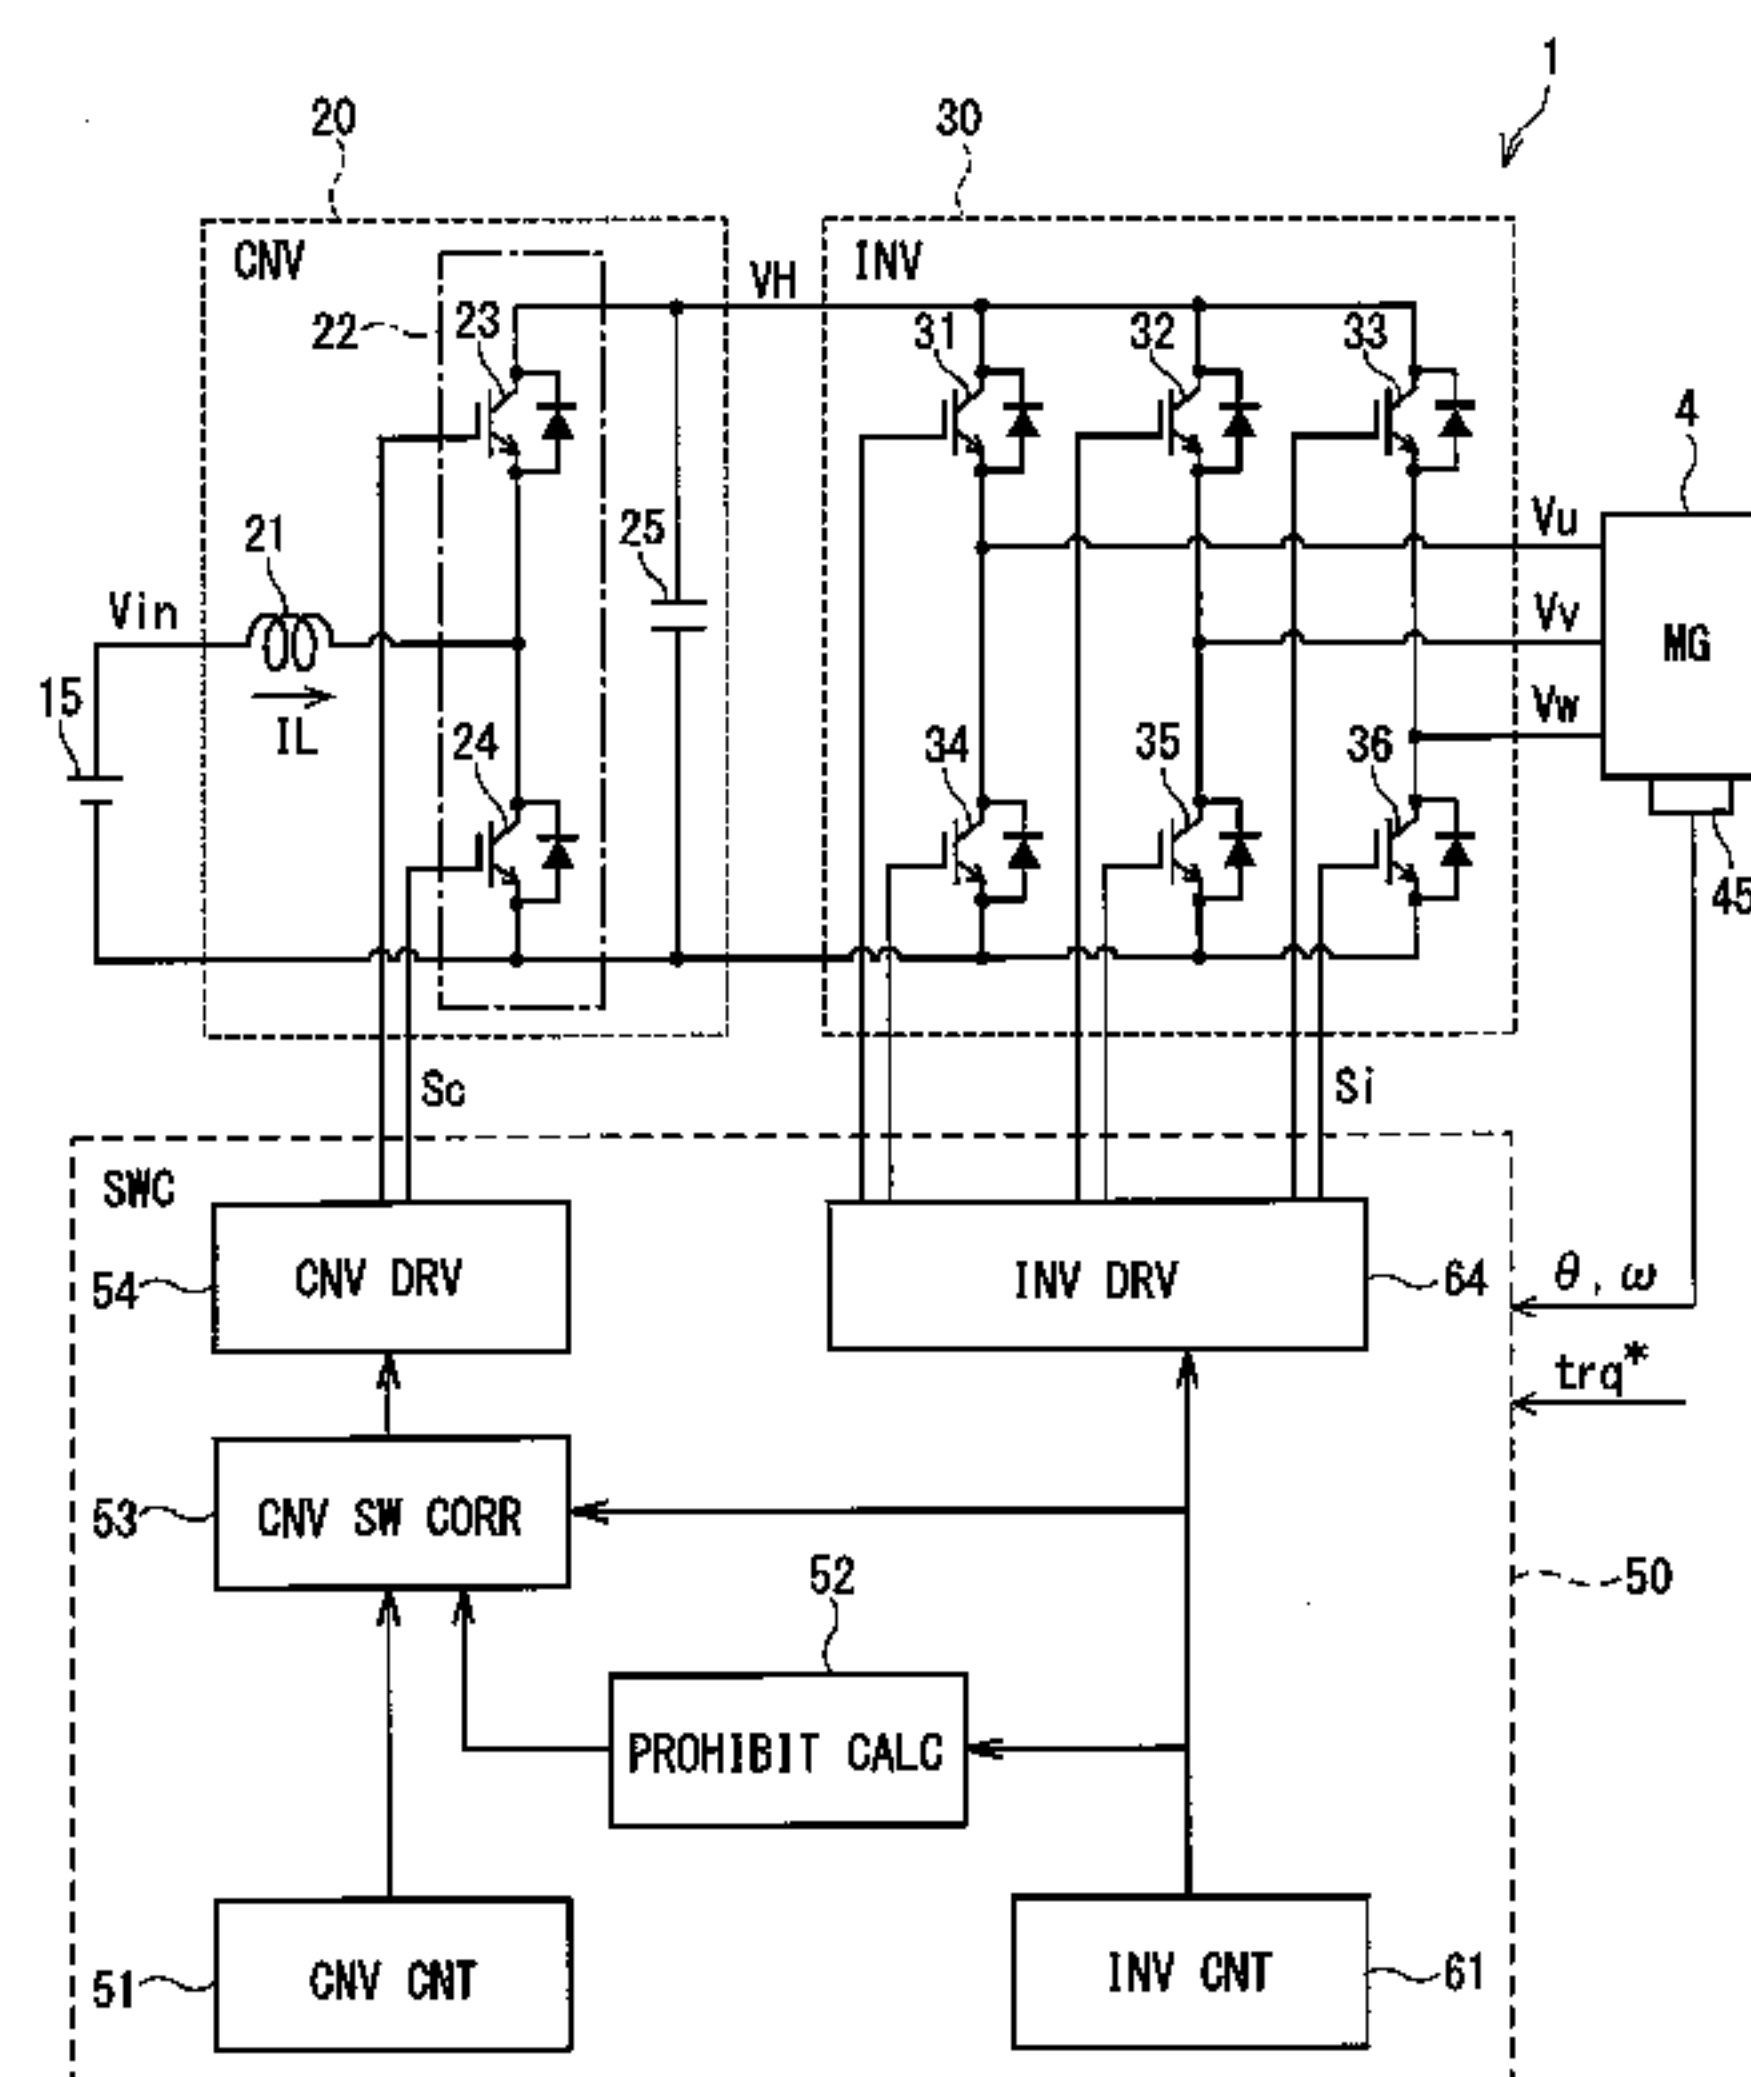 1
20
30
CNV
VH
INV
22
23
31
32
33
4
21
25
Vu
Vin
Vv
MG
15
IL
24
34
35
36
Vw
45
Sc
Si
SWC
54
CNV DRV
INV DRV
64
θ, ω
trq*
53
CNV SW CORR
52
50
PROHIBIT CALC
51
CNV CNT
INV CNT
61